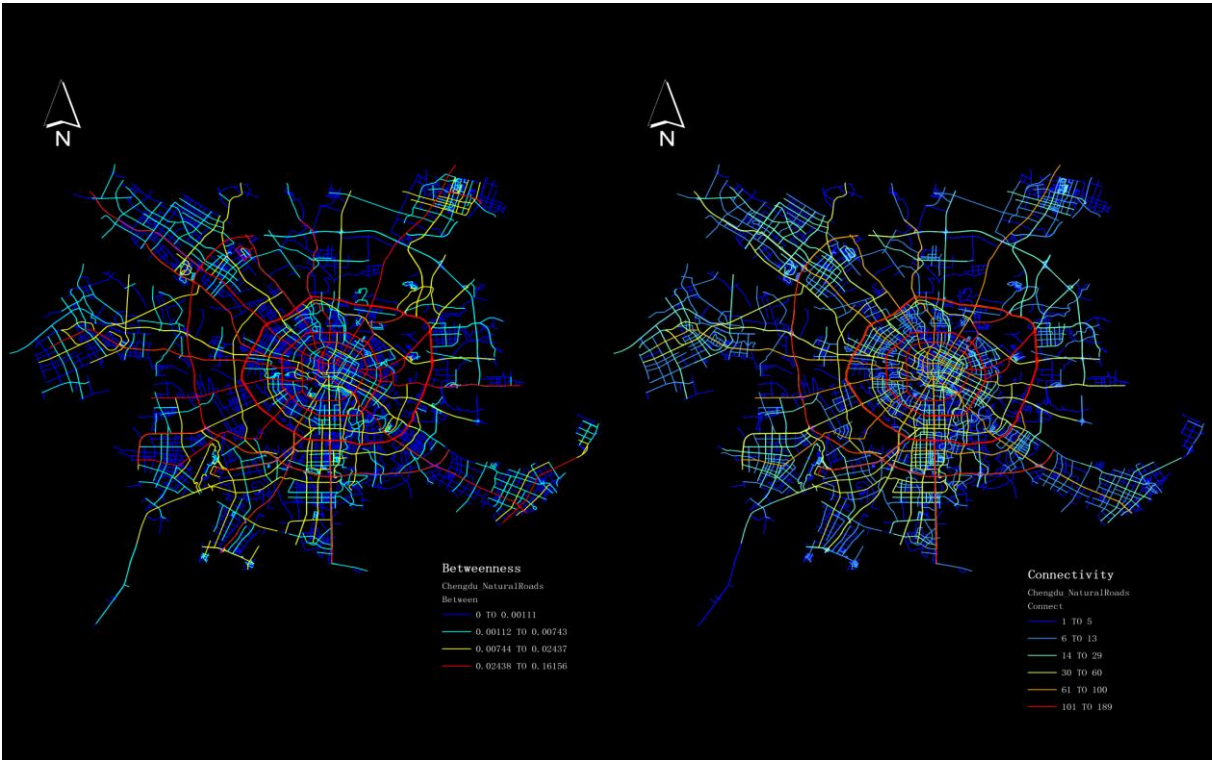 N
N
Betweenness
Chengdu_NaturalRoads
Between
0 TO 0.00111
0.00112 TO 0.00743
0.00744 TO 0.02437
0.02438 TO 0.16156
Connectivity
Chengdu_NaturalRoads
Connect
1 TO 5
6 TO 13
14 TO 29
30 TO 60
61 TO 100
101 TO 189